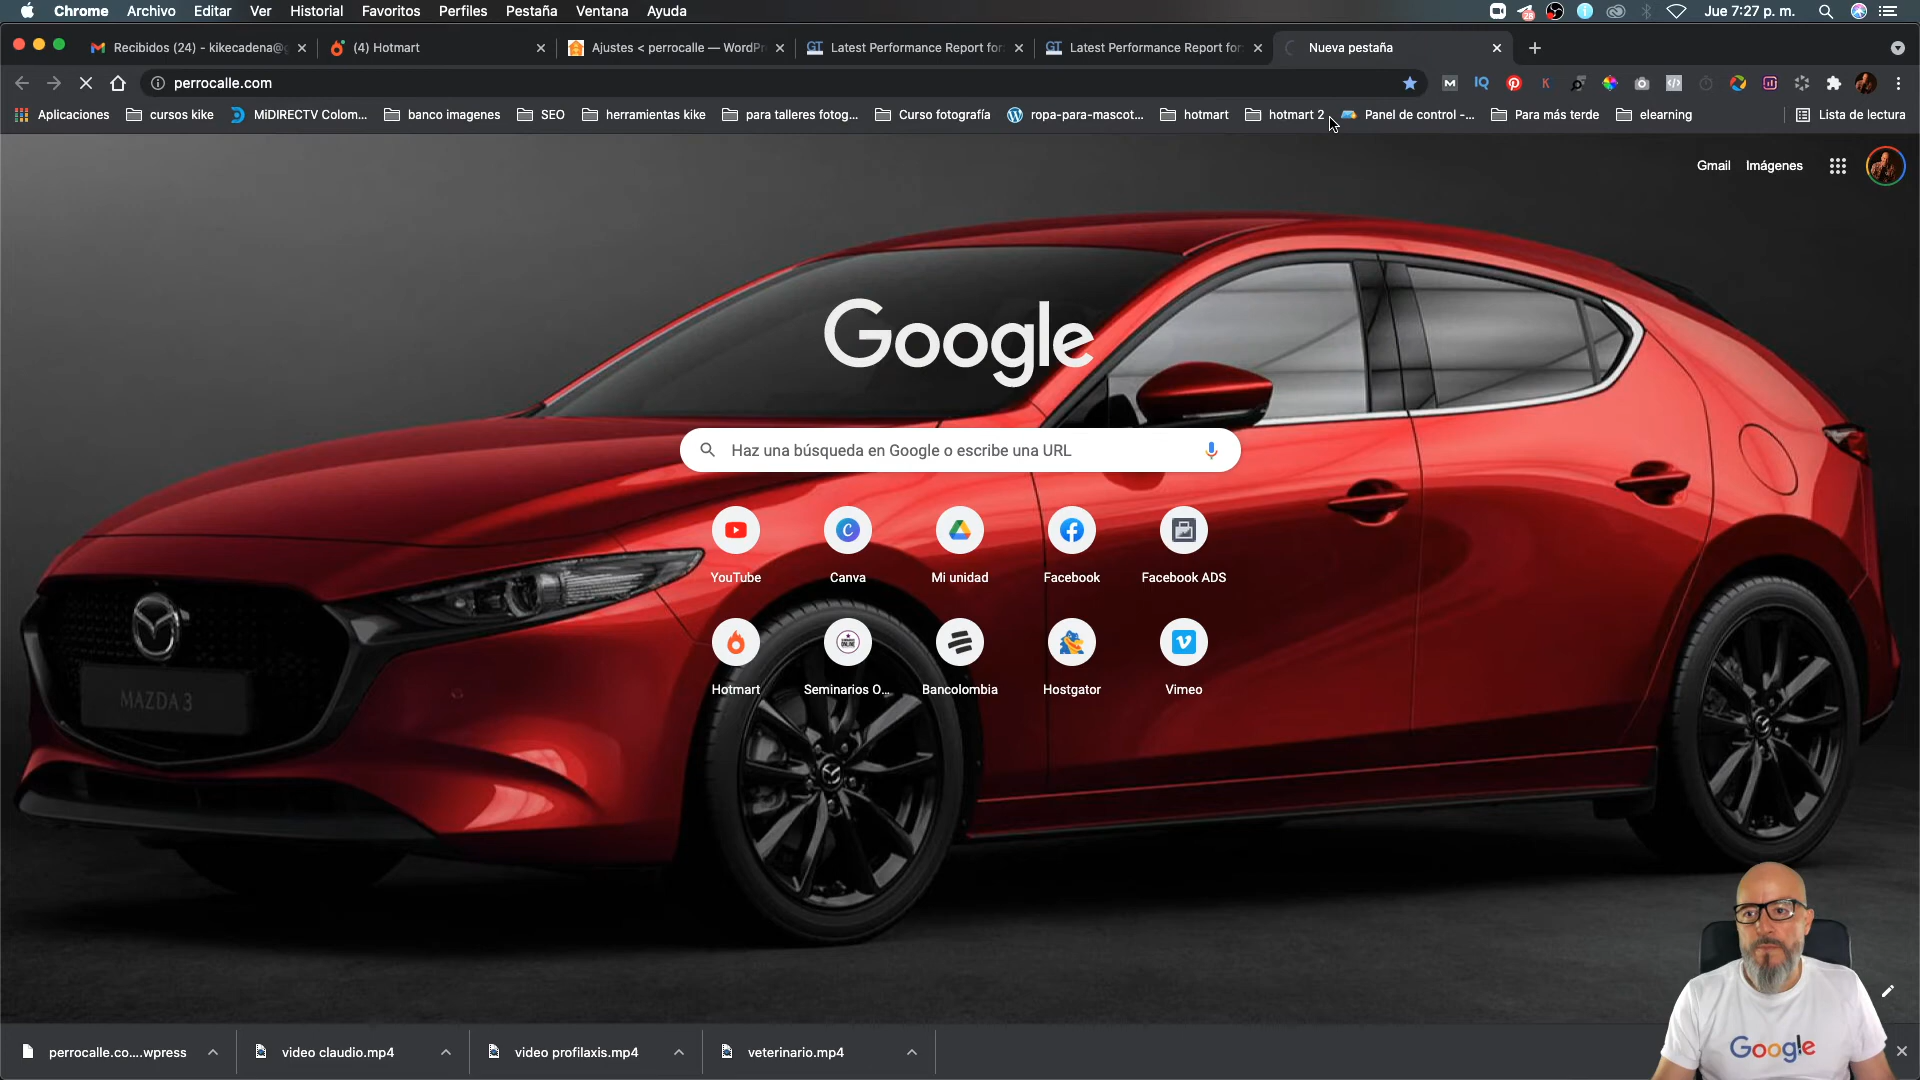 Chrome Archivo Editar Ver Historial Favoritos Perfiles Pestaña Ventana Ayuda
28
Jue 7:27 p. m.
Recibidos (24) - kikecadena@g
(4) Hotmart
Ajustes < perrocalle — WordPr
GT Latest Performance Report for:
GT Latest Performance Report for:
Nueva pestaña
perrocalle.com
Aplicaciones
cursos kike
MiDIRECTV Colom...
banco imagenes
SEO
herramientas kike
para talleres fotog...
Curso fotografía
ropa-para-mascot...
hotmart
hotmart 2
Panel de control -...
Para más terde
elearning
Lista de lectura
Gmail Imágenes
Google
Haz una búsqueda en Google o escribe una URL
YouTube
Canva
Mi unidad
Facebook
Facebook ADS
Hotmart
Seminarios O...
Bancolombia
Hostgator
Vimeo
MAZDA 3
Google
perrocalle.co....wpress
video claudio.mp4
video profilaxis.mp4
veterinario.mp4